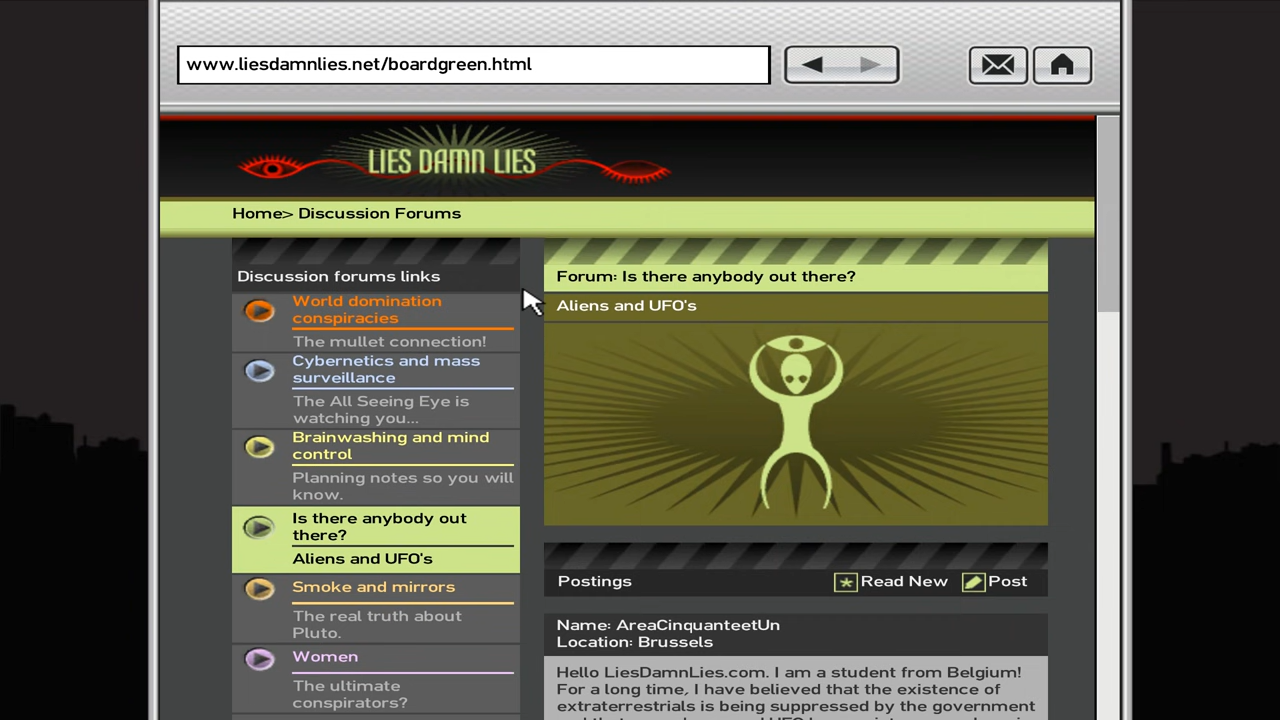 www.liesdamnlies.net/boardgreen.html
LIES DAMN LIES
Home> Discussion Forums
Discussion forums links
World domination
conspiracies
The mullet connection!
Cybernetics and mass
surveillance
The All Seeing Eye is
watching you...
Brainwashing and mind
control
Planning notes so you will
know.
Is there anybody out
there?
Aliens and UFO's
Smoke and mirrors
The real truth about
Pluto.
Women
The ultimate
conspirators?
Forum: Is there anybody out there?
Aliens and UFO's
Postings
Read New
Post
Name: AreaCinquanteetUn
Location: Brussels
Hello LiesDamnLies.com. I am a student from Belgium!
For a long time, I have believed that the existence of
extraterrestrials is being suppressed by the government